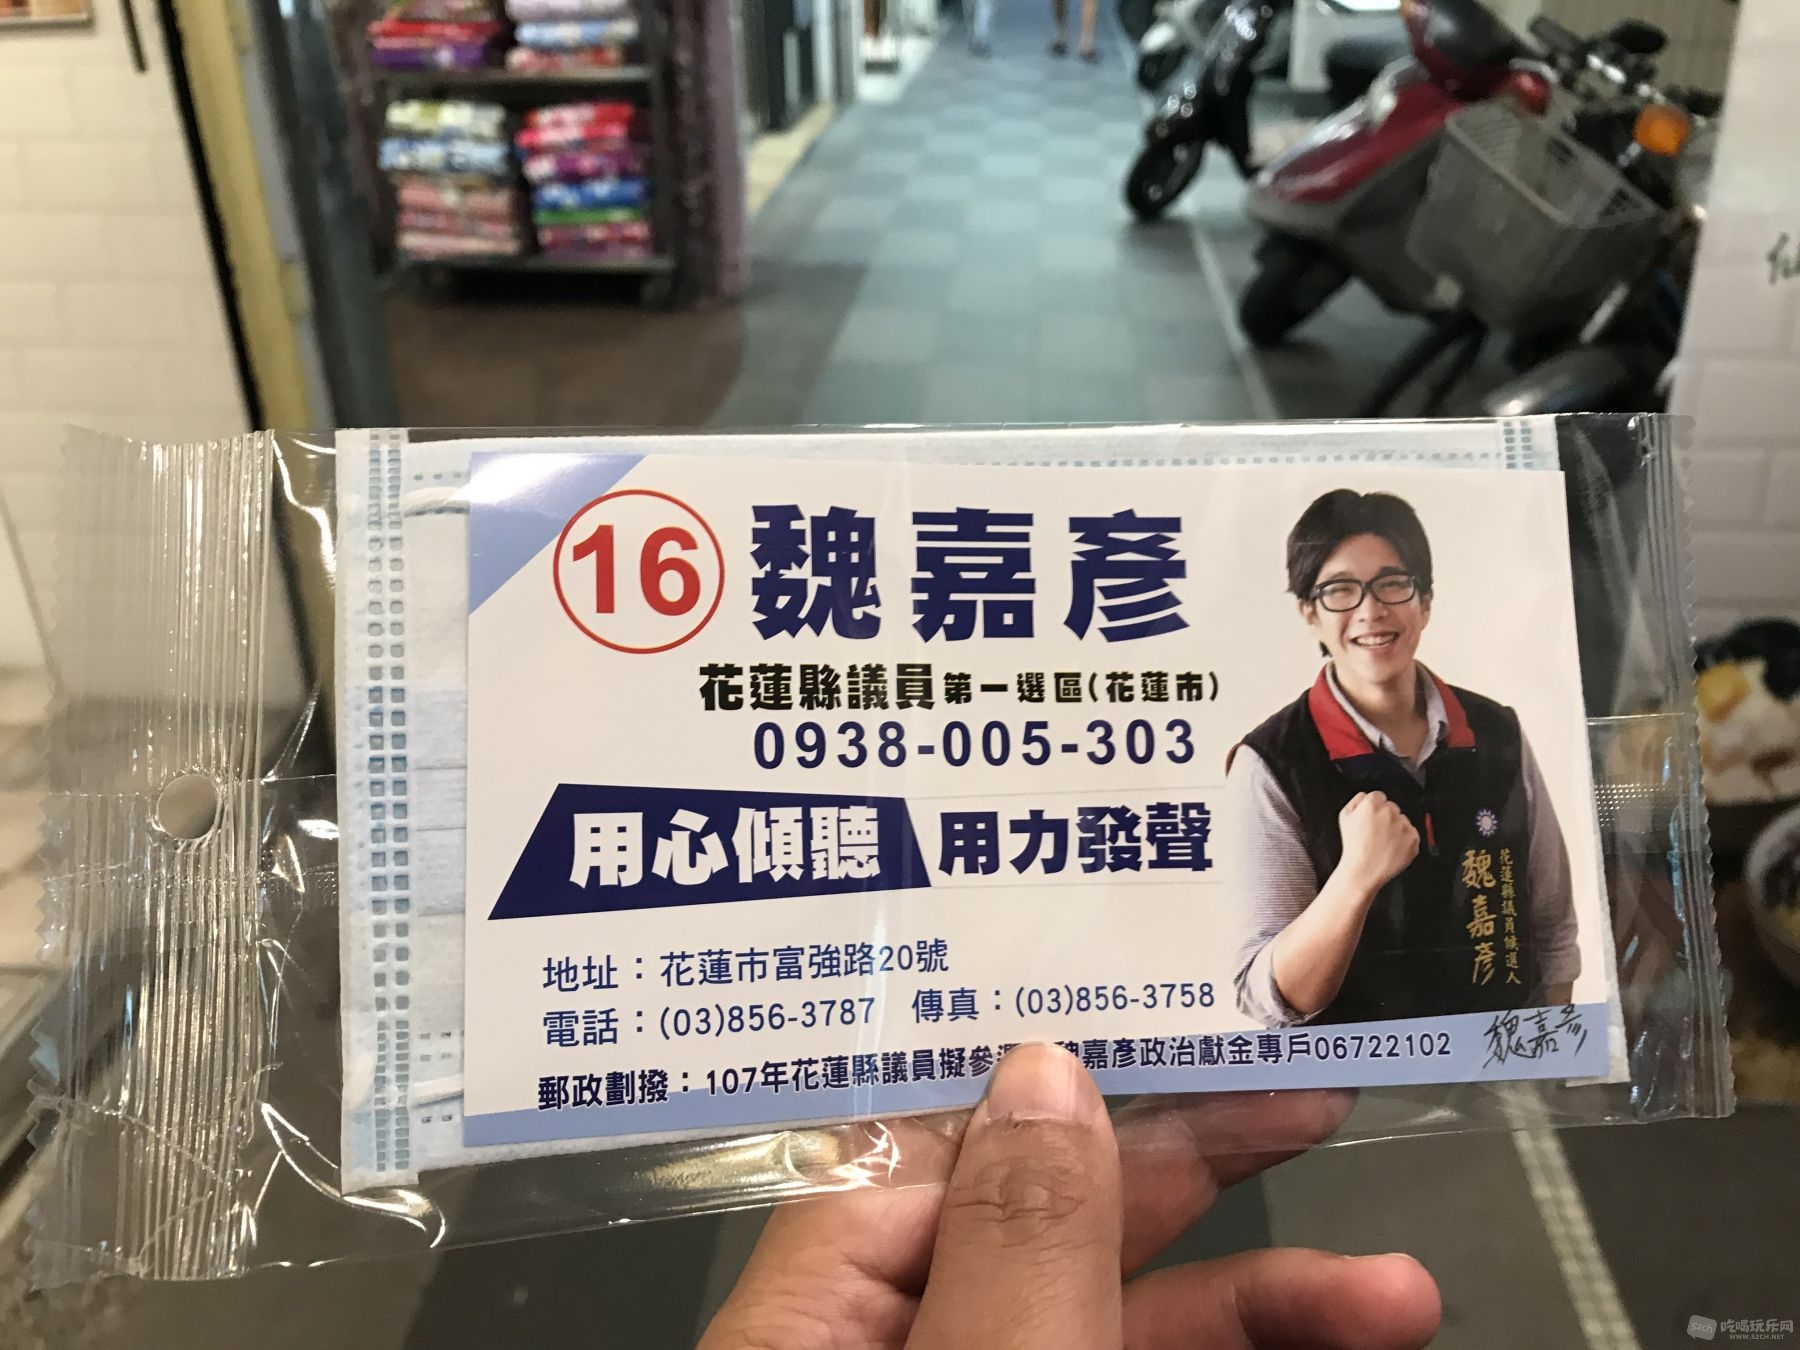 16 魏嘉彥
花蓮縣議員第一選區(花蓮市)
0938-005-303
用心傾聽 用力發聲
地址：花蓮市富強路20號
電話：(03)856-3787 傳真：(03)856-3758
郵政劃撥：107年花蓮縣議員擬參選 魏嘉彥政治獻金專戶06722102
花蓮縣議員候選人
魏嘉彥
魏嘉彥
吃喝玩乐网
WWW.52CH.NET